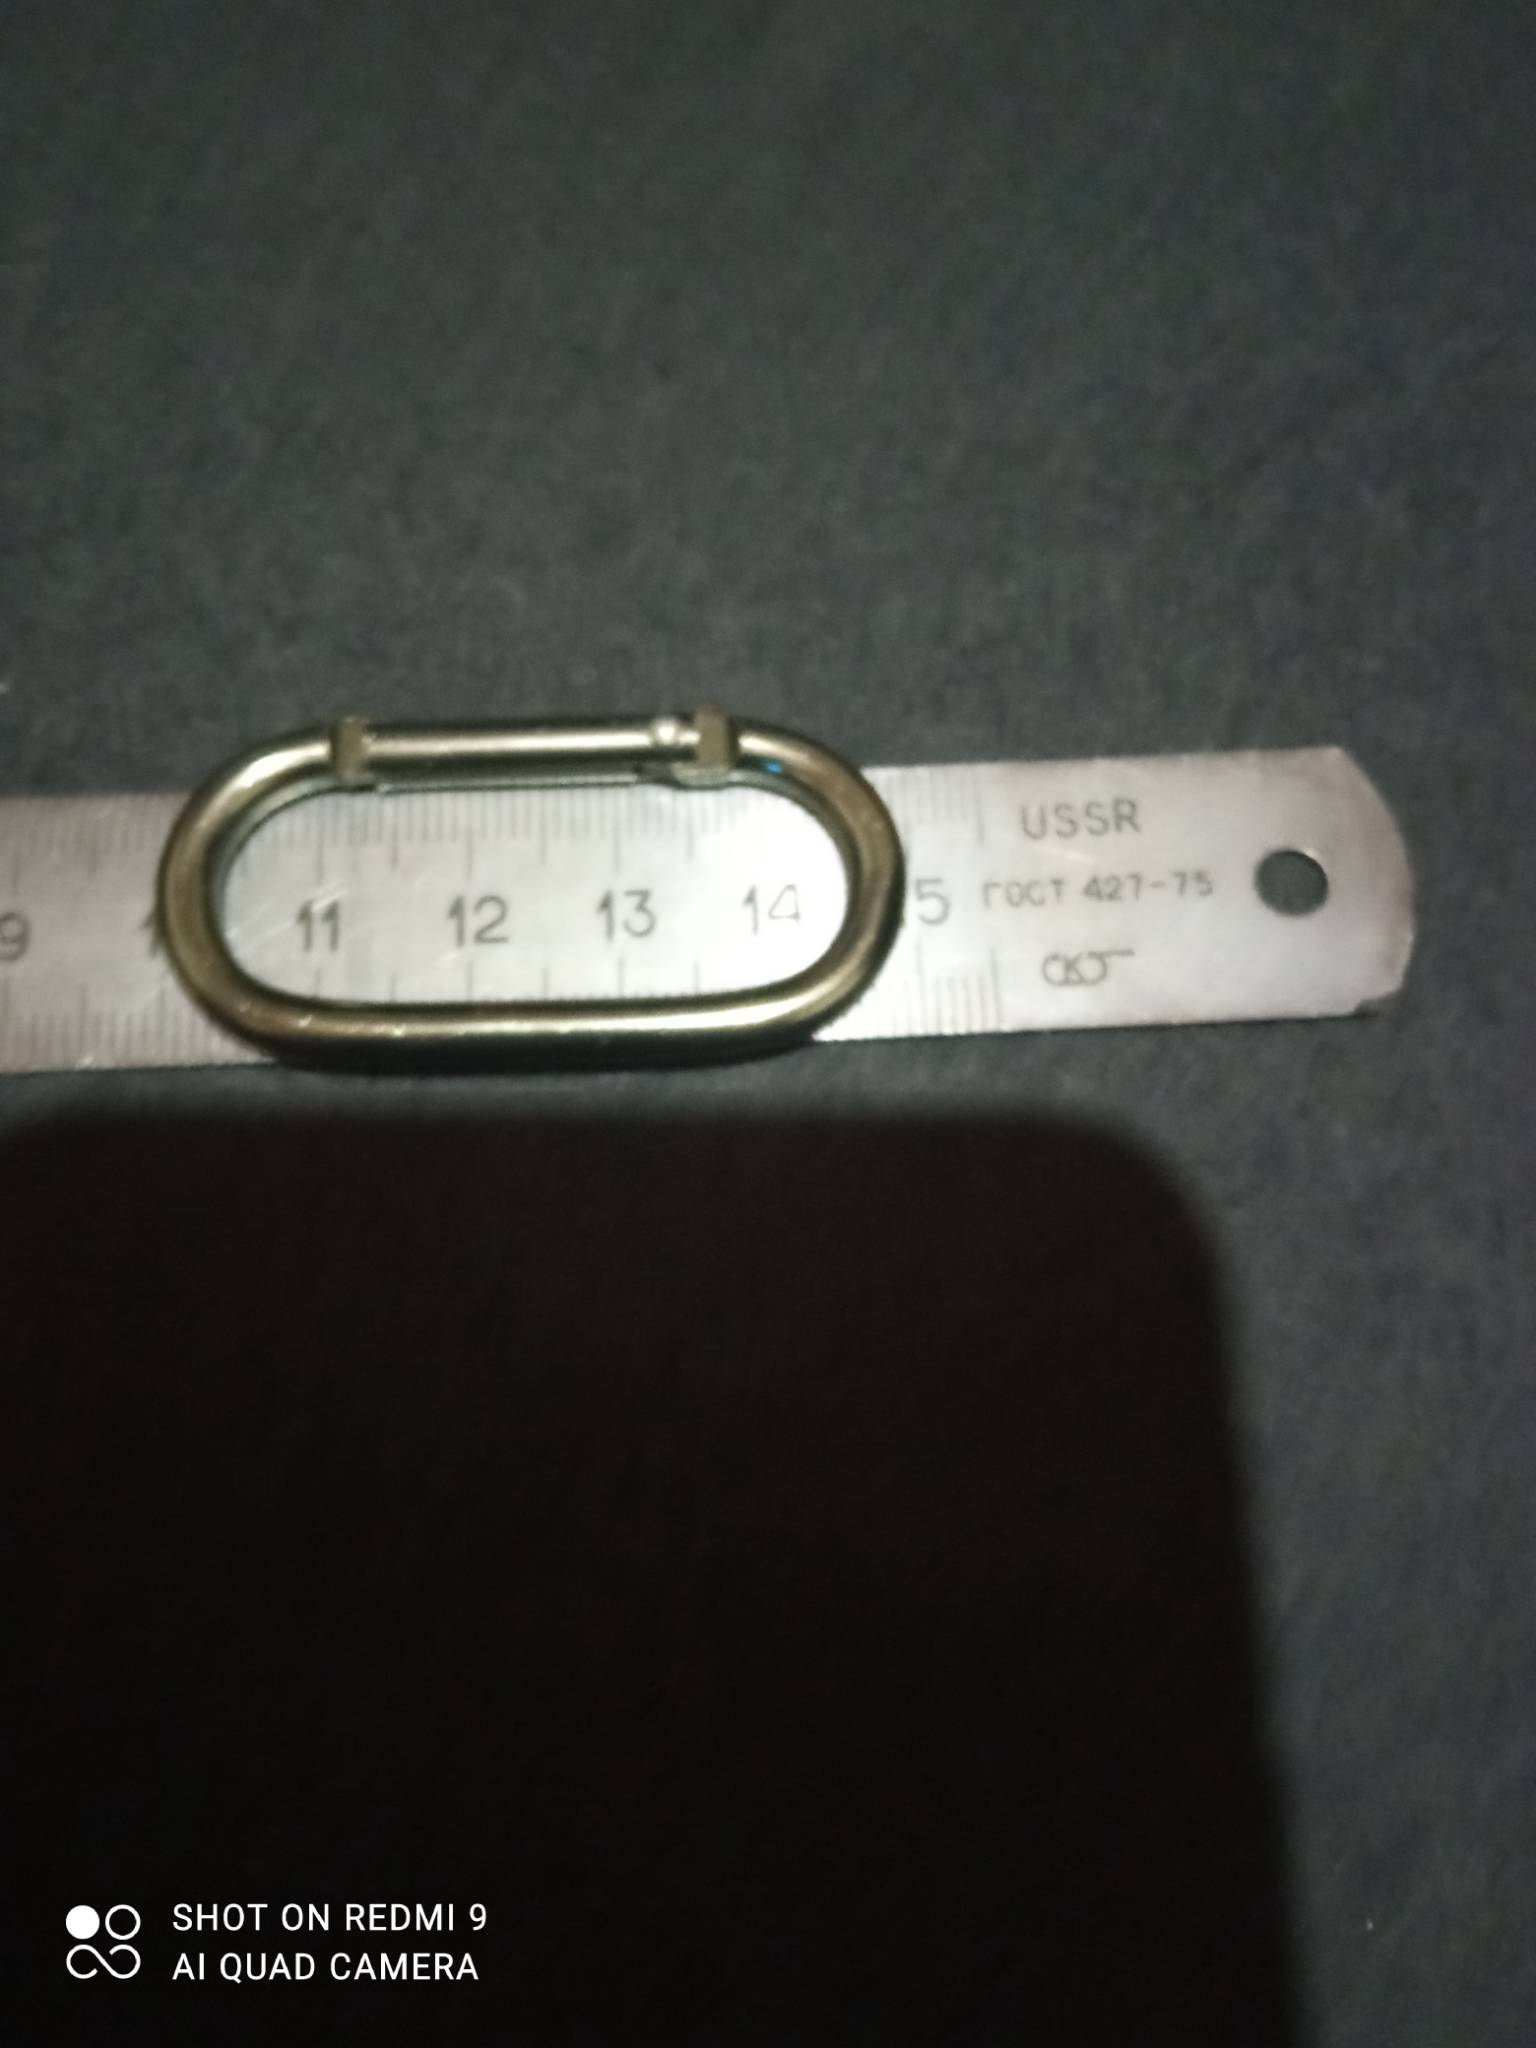 USSR
9 11 12 13 14 5 ГОСТ 427-75
SHOT ON REDMI 9
AI QUAD CAMERA